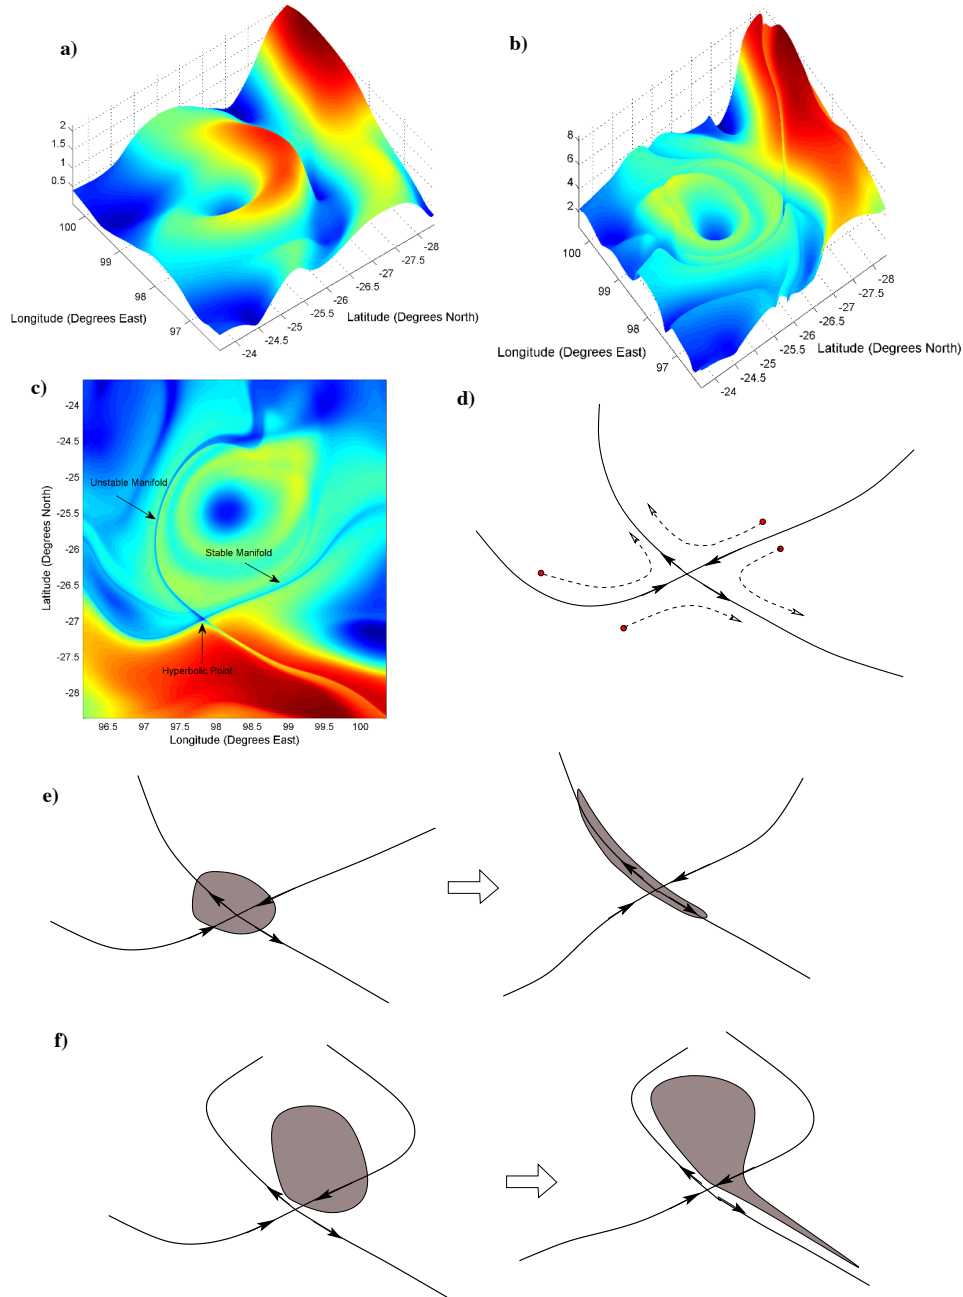 a)
2
1.5
1
0.5
100
99
98
97
Longitude (Degrees East)
-24
-24.5
-25
-25.5
-26
-26.5
-27
-27.5
-28
Latitude (Degrees North)
b)
8
6
4
2
100
99
98
97
Longitude (Degrees East)
-24
-24.5
-25
-25.5
-26
-26.5
-27
-27.5
-28
Latitude (Degrees North)
c)
-24
-24.5
-25
-25.5
-26
-26.5
-27
-27.5
-28
Latitude (Degrees North)
Unstable Manifold
Stable Manifold
Hyperbolic Point
96.5 97 97.5 98 98.5 99 99.5 100
Longitude (Degrees East)
d)
e)
f)